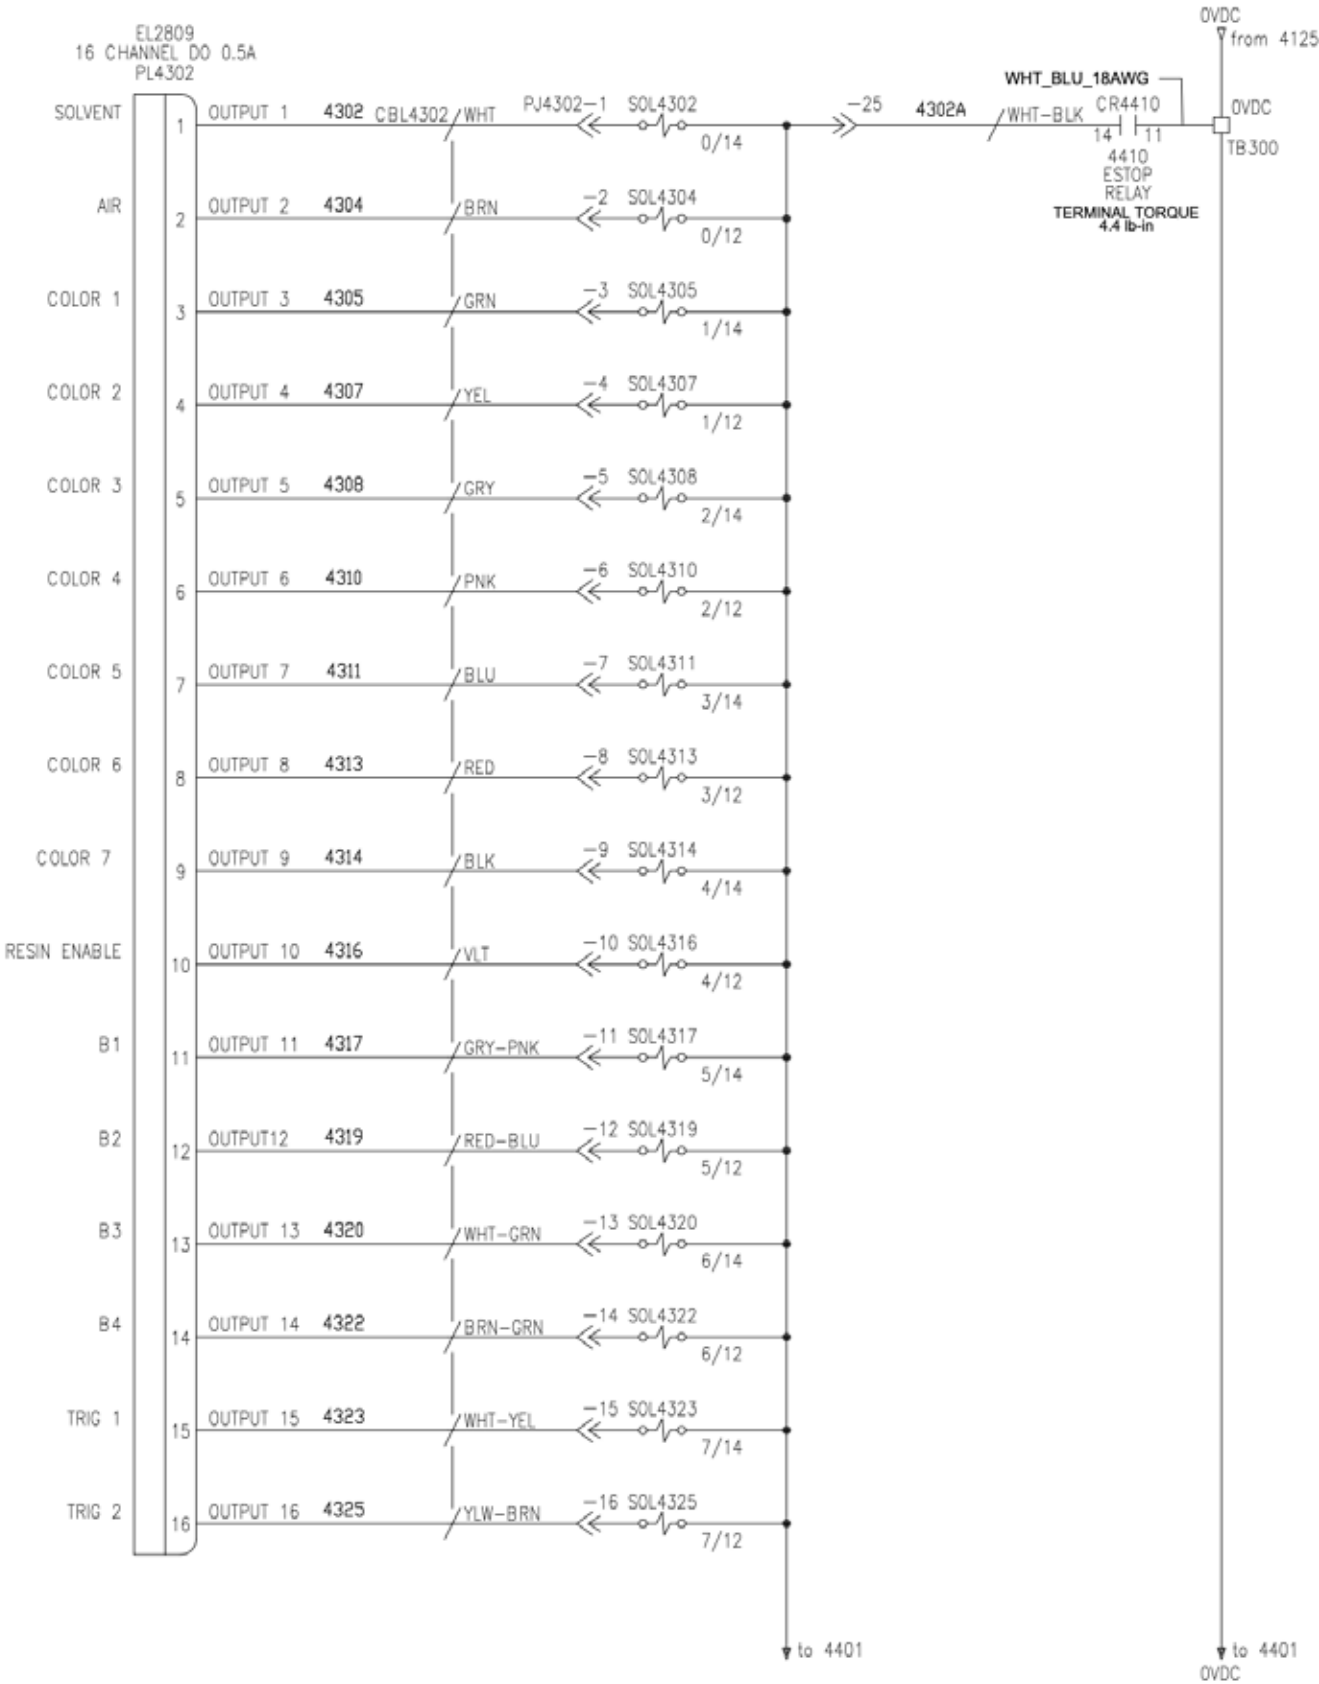 0VDC
from 4125
EL2809
16 CHANNEL DO 0.5A
PL4302
WHT_BLU_18AWG
SOLVENT 1 OUTPUT 1 4302 CBL4302 WHT PJ4302-1 SOL4302 0/14
-25 4302A WHT-BLK CR4410 14 11 0VDC
TB300
4410
ESTOP
RELAY
TERMINAL TORQUE
4.4 lb-in
AIR 2 OUTPUT 2 4304 BRN -2 SOL4304 0/12
COLOR 1 3 OUTPUT 3 4305 GRN -3 SOL4305 1/14
COLOR 2 4 OUTPUT 4 4307 YEL -4 SOL4307 1/12
COLOR 3 5 OUTPUT 5 4308 GRY -5 SOL4308 2/14
COLOR 4 6 OUTPUT 6 4310 PNK -6 SOL4310 2/12
COLOR 5 7 OUTPUT 7 4311 BLU -7 SOL4311 3/14
COLOR 6 8 OUTPUT 8 4313 RED -8 SOL4313 3/12
COLOR 7 9 OUTPUT 9 4314 BLK -9 SOL4314 4/14
RESIN ENABLE 10 OUTPUT 10 4316 VLT -10 SOL4316 4/12
B1 11 OUTPUT 11 4317 GRY-PNK -11 SOL4317 5/14
B2 12 OUTPUT12 4319 RED-BLU -12 SOL4319 5/12
B3 13 OUTPUT 13 4320 WHT-GRN -13 SOL4320 6/14
B4 14 OUTPUT 14 4322 BRN-GRN -14 SOL4322 6/12
TRIG 1 15 OUTPUT 15 4323 WHT-YEL -15 SOL4323 7/14
TRIG 2 16 OUTPUT 16 4325 YLW-BRN -16 SOL4325 7/12
to 4401
to 4401
0VDC